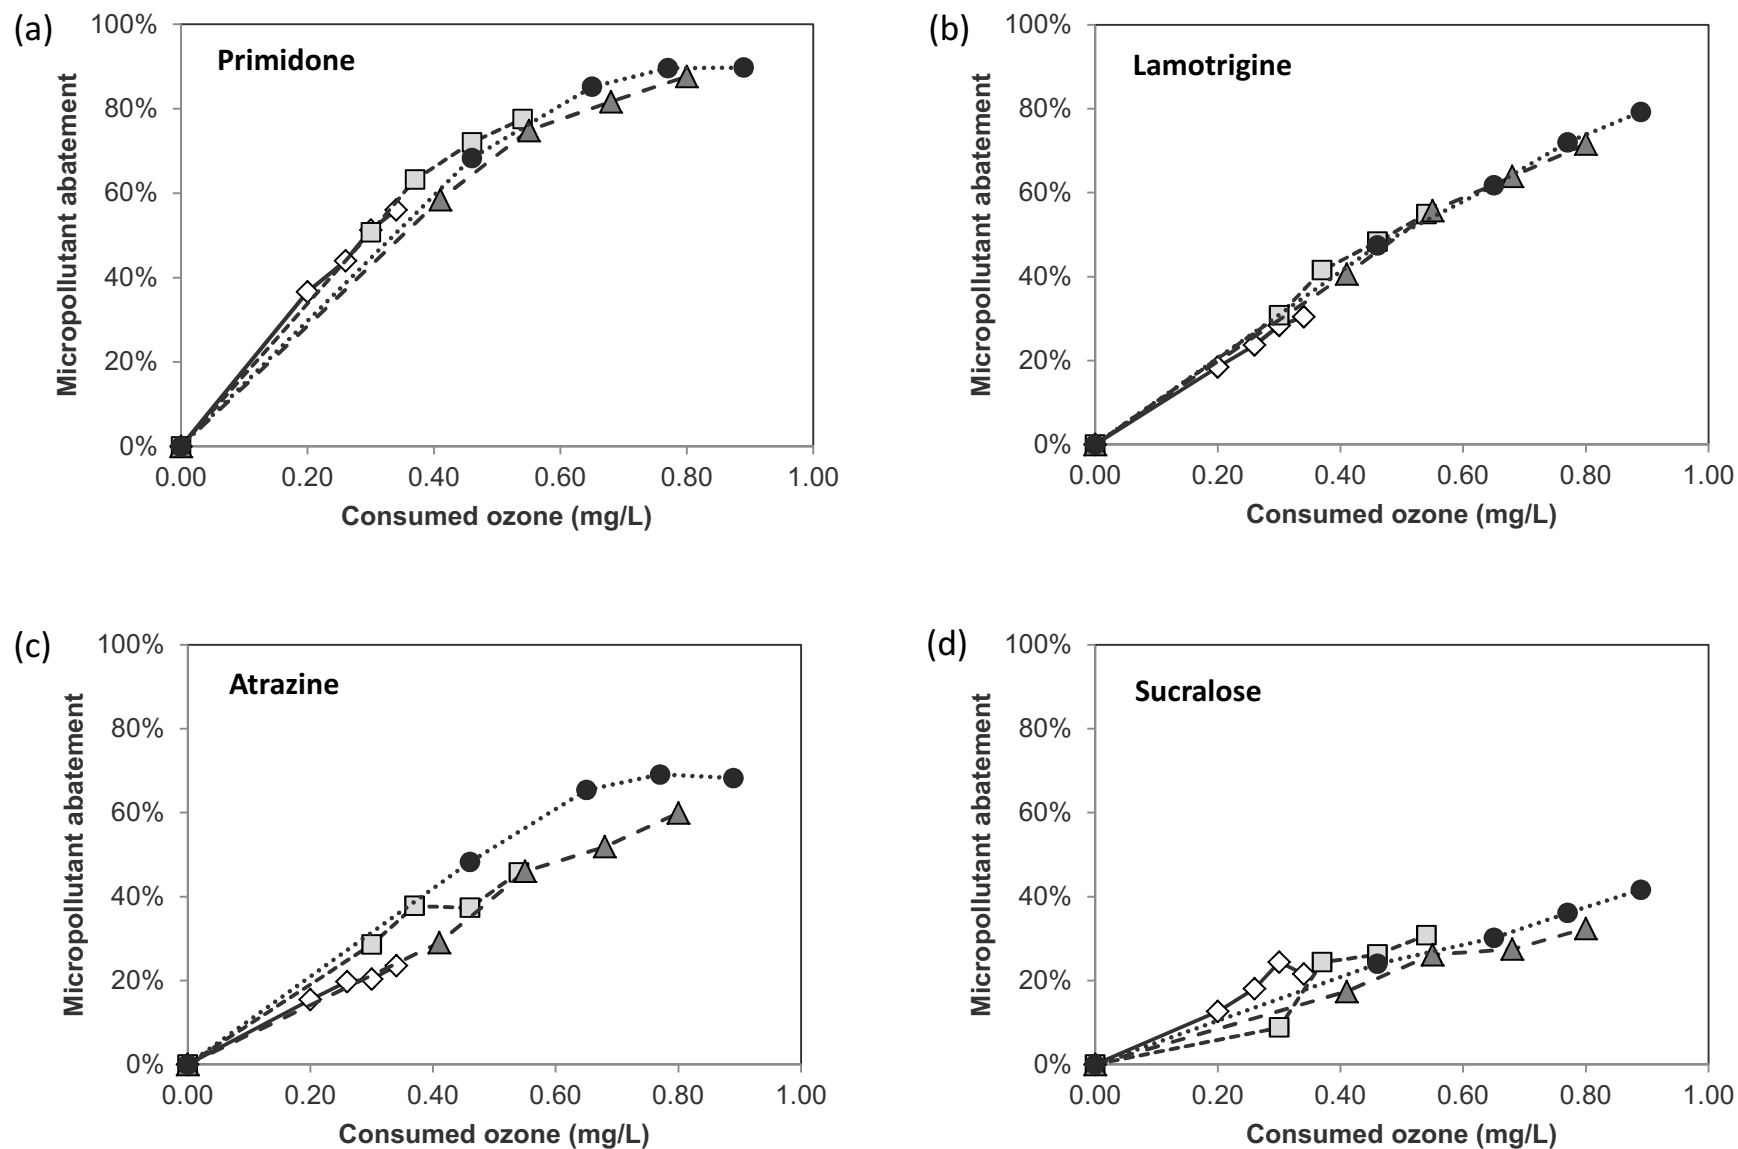 (a)
Primidone
Micropollutant abatement
100%
80%
60%
40%
20%
0%
0.00 0.20 0.40 0.60 0.80 1.00
Consumed ozone (mg/L)
(b)
Lamotrigine
Micropollutant abatement
100%
80%
60%
40%
20%
0%
0.00 0.20 0.40 0.60 0.80 1.00
Consumed ozone (mg/L)
(c)
Atrazine
Micropollutant abatement
100%
80%
60%
40%
20%
0%
0.00 0.20 0.40 0.60 0.80 1.00
Consumed ozone (mg/L)
(d)
Sucralose
Micropollutant abatement
100%
80%
60%
40%
20%
0%
0.00 0.20 0.40 0.60 0.80 1.00
Consumed ozone (mg/L)